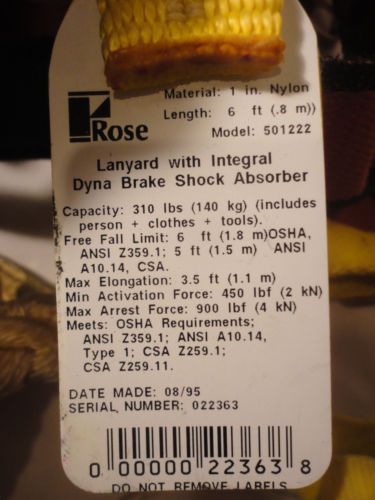 Material: 1 in. Nylon
Length: 6 ft (.8 m))
Rose
Model: 501222
Lanyard with Integral
Dyna Brake Shock Absorber
Capacity: 310 lbs (140 kg) (includes
person + clothes + tools).
Free Fall Limit: 6 ft (1.8 m)OSHA,
ANSI Z359.1; 5 ft (1.5 m) ANSI
A10.14, CSA.
Max Elongation: 3.5 ft (1.1 m)
Min Activation Force: 450 lbf (2 kN)
Max Arrest Force: 900 lbf (4 kN)
Meets: OSHA Requirements;
ANSI Z359.1; ANSI A10.14,
Type 1; CSA Z259.1;
CSA Z259.11.
DATE MADE: 08/95
SERIAL NUMBER: 022363
0 00000 22363 8
DO NOT REMOVE LABELS